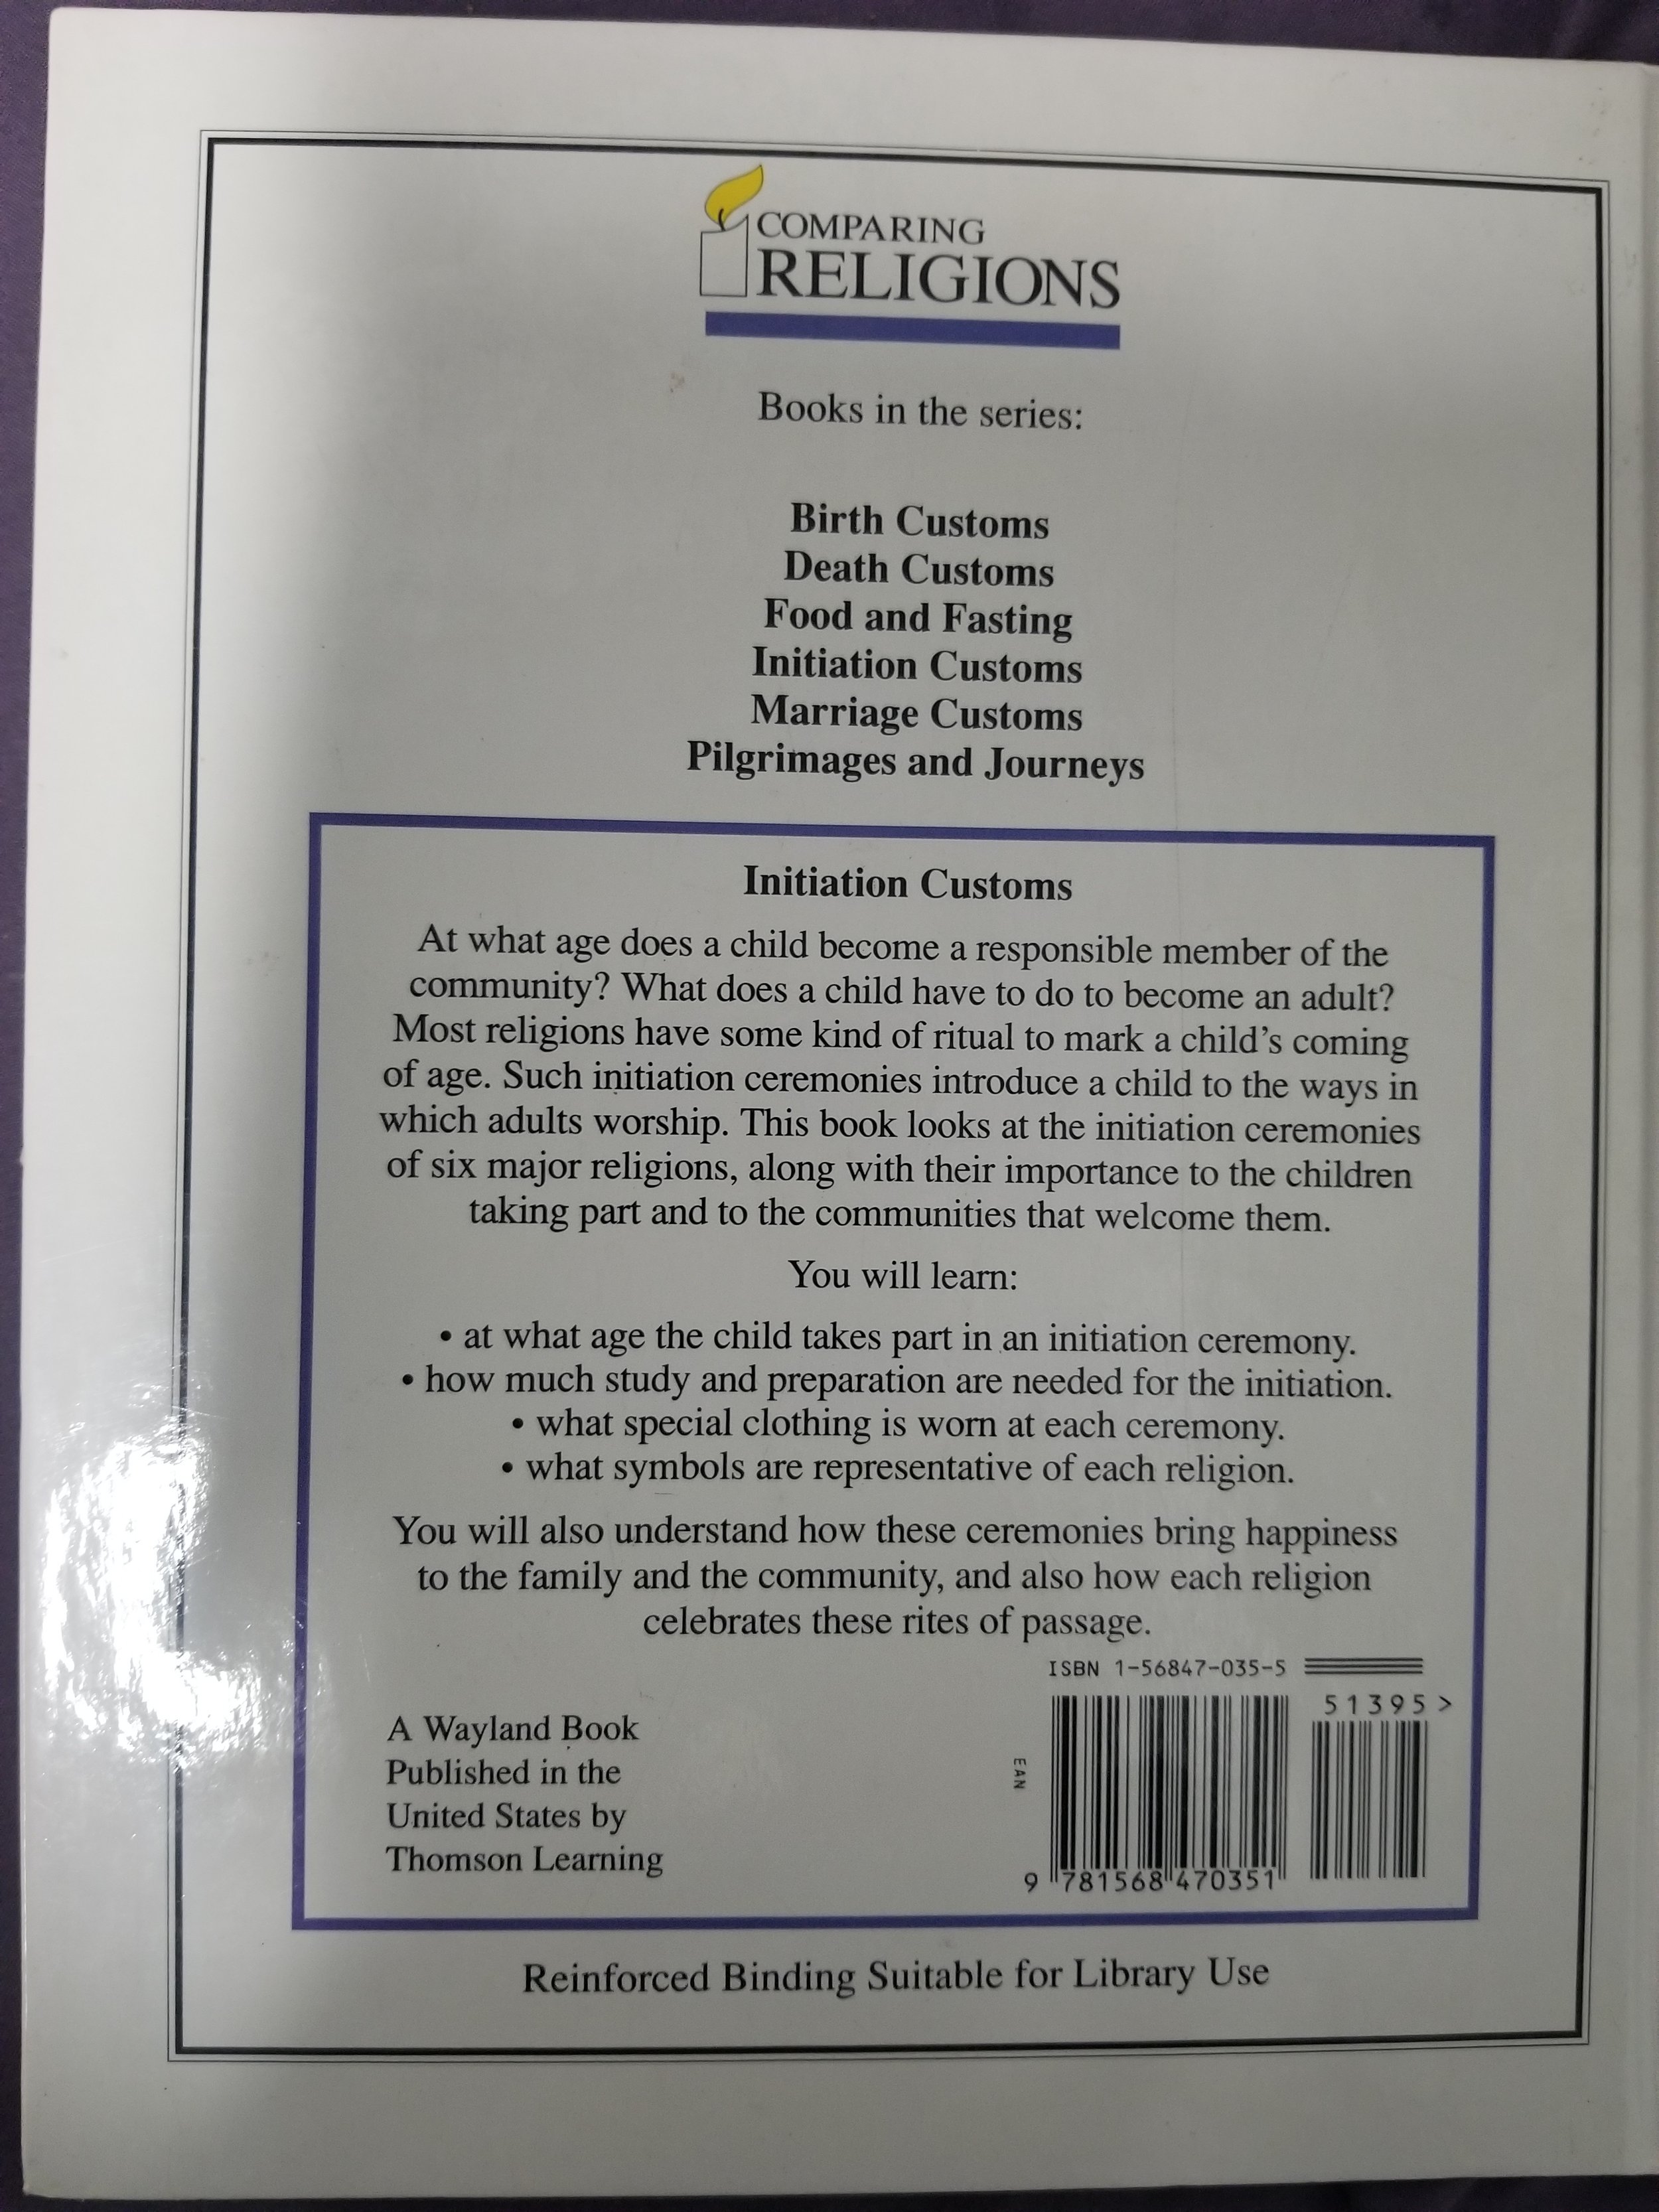 COMPARING
RELIGIONS
Books in the series:
Birth Customs
Death Customs
Food and Fasting
Initiation Customs
Marriage Customs
Pilgrimages and Journeys
Initiation Customs
At what age does a child become a responsible member of the
community? What does a child have to do to become an adult?
Most religions have some kind of ritual to mark a child's coming
of age. Such initiation ceremonies introduce a child to the ways in
which adults worship. This book looks at the initiation ceremonies
of six major religions, along with their importance to the children
taking part and to the communities that welcome them.
You will learn:
• at what age the child takes part in an initiation ceremony.
• how much study and preparation are needed for the initiation.
• what special clothing is worn at each ceremony.
• what symbols are representative of each religion.
You will also understand how these ceremonies bring happiness
to the family and the community, and also how each religion
celebrates these rites of passage.
A Wayland Book
Published in the
United States by
Thomson Learning
ISBN 1-56847-035-5
51395>
EAN
9 781568 470351
Reinforced Binding Suitable for Library Use